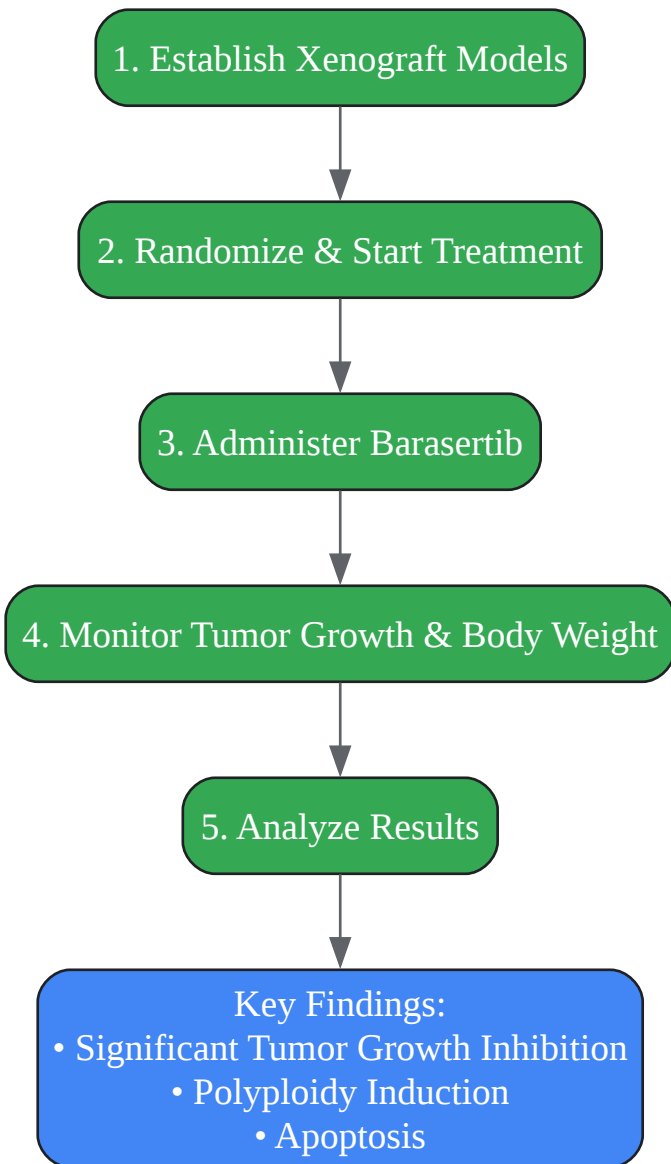 1. Establish Xenograft Models
2. Randomize & Start Treatment
3. Administer Barasertib
4. Monitor Tumor Growth & Body Weight
5. Analyze Results
Key Findings:
• Significant Tumor Growth Inhibition
• Polyploidy Induction
• Apoptosis